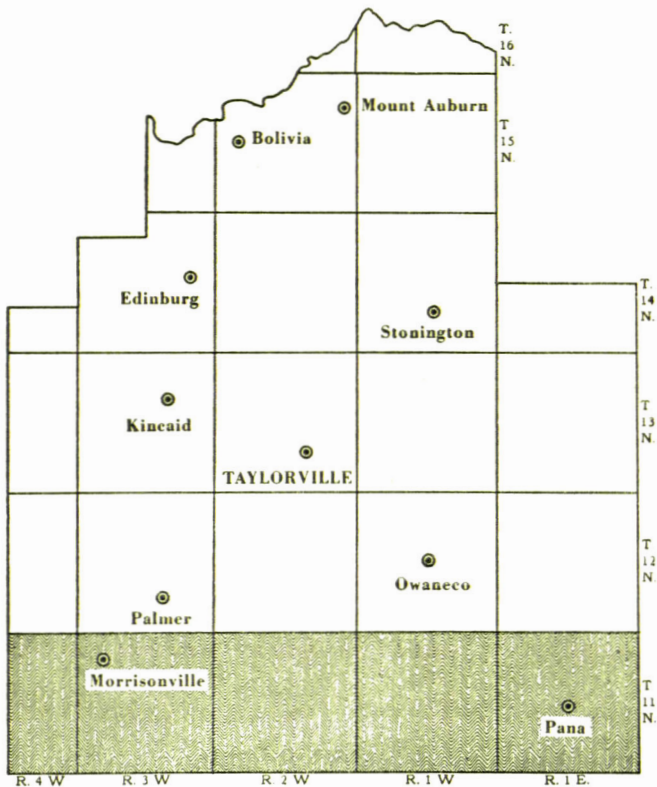 T.
16
N.
Mount Auburn
T
15
N.
Bolivia
Edinburg
T.
14
N.
Stonington
Kincaid
T
13
N.
TAYLORVILLE
T
12
N.
Owaneco
Palmer
Morrisonville
T
11
N.
Pana
R. 4 W
R. 3 W
R. 2 W
R. 1 W
R. 1 E.